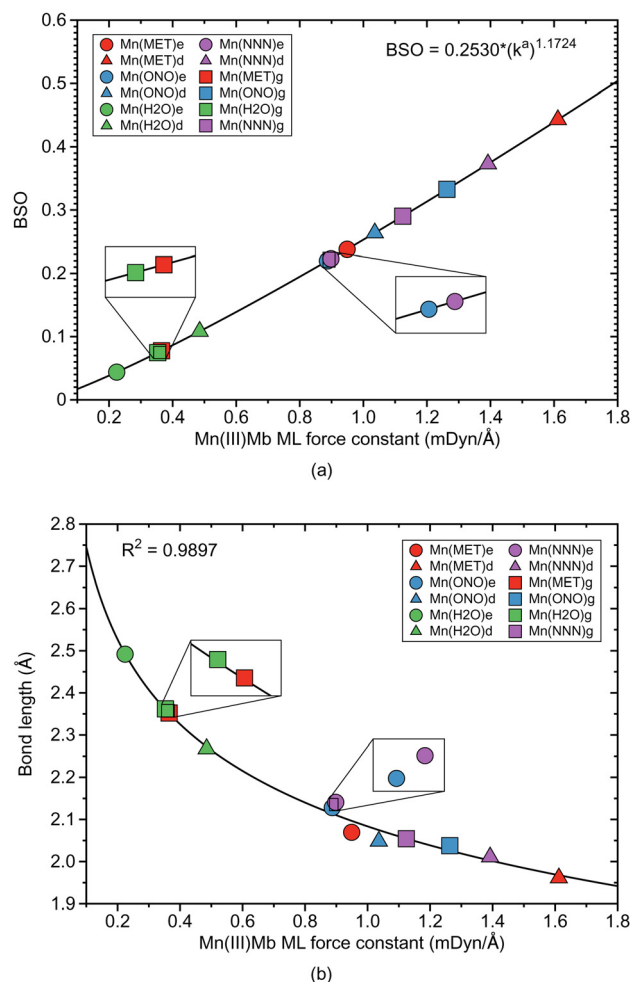 0.6
Mn(MET)e Mn(NNN)e
Mn(MET)d Mn(NNN)d
Mn(ONO)e Mn(MET)g
Mn(ONO)d Mn(ONO)g
Mn(H2O)e Mn(H2O)g
Mn(H2O)d Mn(NNN)g
BSO = 0.2530*(kᵃ)¹·¹⁷²⁴
0.5
0.4
0.3
0.2
0.1
0
BSO
0.2 0.4 0.6 0.8 1.0 1.2 1.4 1.6 1.8
Mn(III)Mb ML force constant (mDyn/Å)
(a)
2.8
R² = 0.9897
Mn(MET)e Mn(NNN)e
Mn(MET)d Mn(NNN)d
Mn(ONO)e Mn(MET)g
Mn(ONO)d Mn(ONO)g
Mn(H2O)e Mn(H2O)g
Mn(H2O)d Mn(NNN)g
2.7
2.6
2.5
2.4
2.3
2.2
2.1
2.0
1.9
Bond length (Å)
0.2 0.4 0.6 0.8 1.0 1.2 1.4 1.6 1.8
Mn(III)Mb ML force constant (mDyn/Å)
(b)